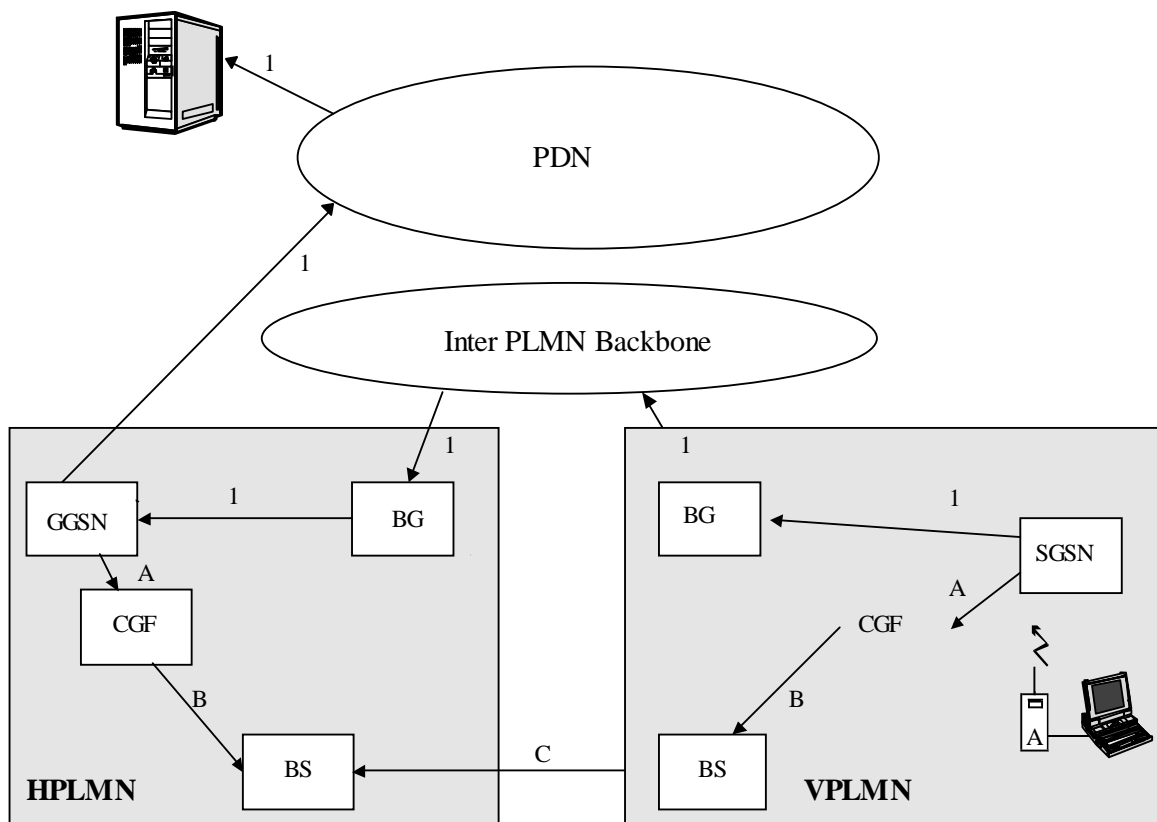 1
PDN
1
Inter PLMN Backbone
1
1
GGSN
1
BG
BG
1
SGSN
A
CGF
A
CGF
B
B
BS
C
BS
A
HPLMN
VPLMN